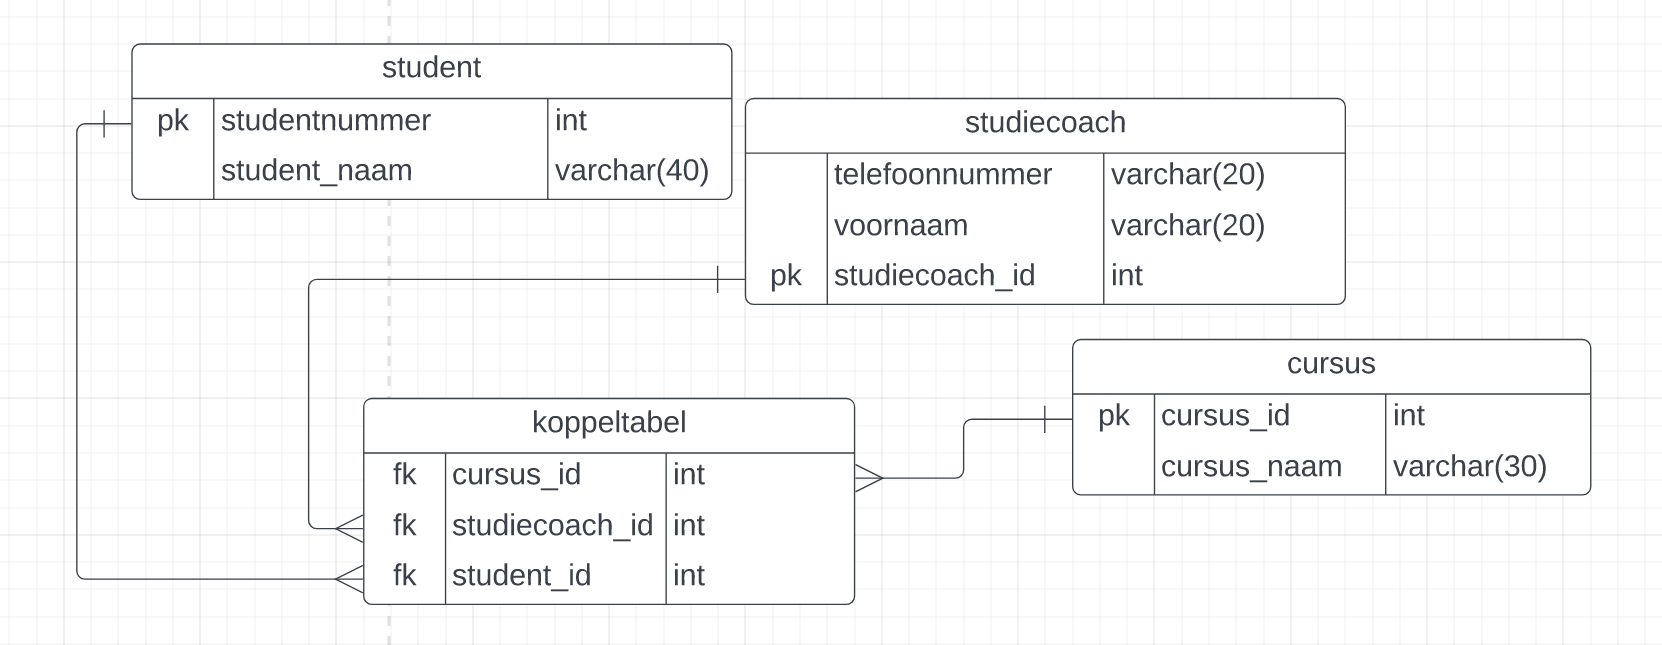 student
pk studentnummer int
student_naam varchar(40)
studiecoach
telefoonnummer varchar(20)
voornaam varchar(20)
pk studiecoach_id int
cursus
pk cursus_id int
cursus_naam varchar(30)
koppeltabel
fk cursus_id int
fk studiecoach_id int
fk student_id int